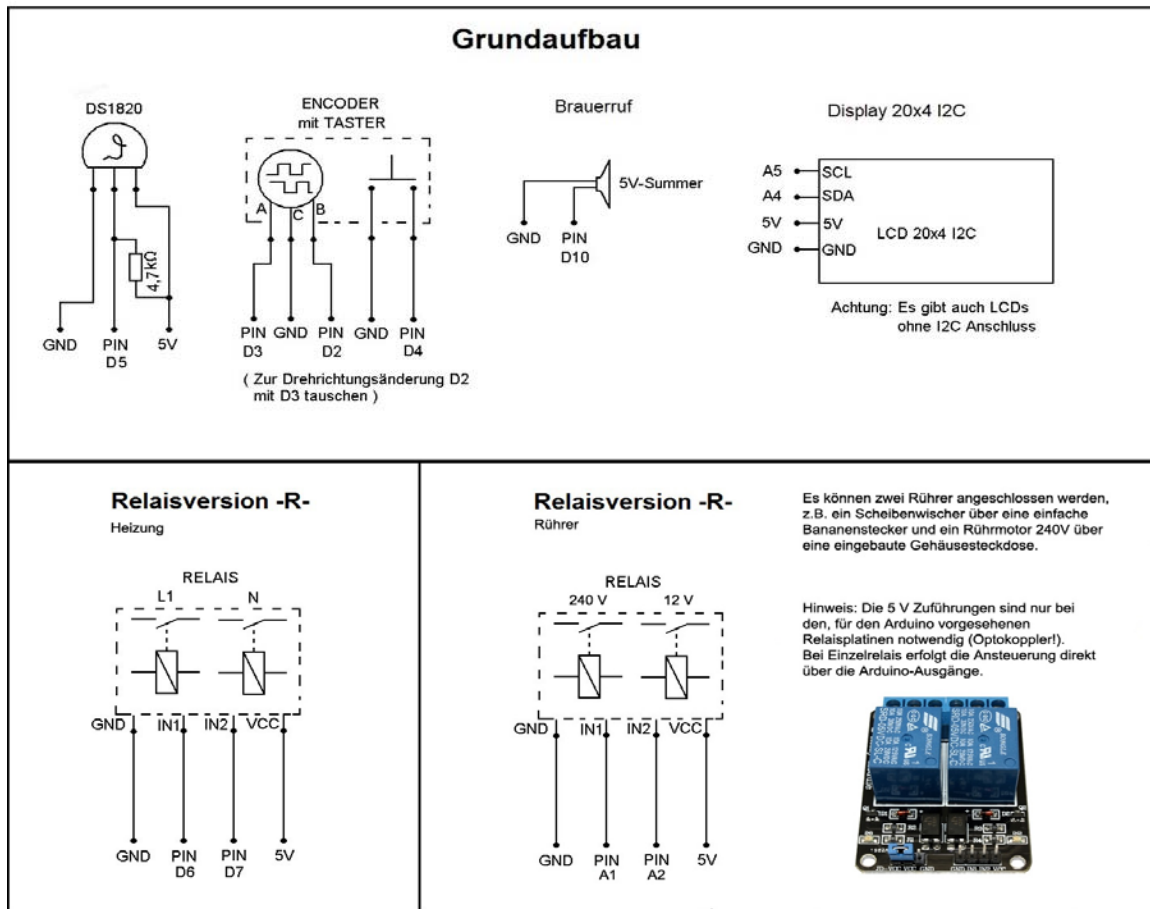 Grundaufbau
DS1820
4,7kΩ
GND
PIN
D5
5V
ENCODER
mit TASTER
A
C
B
PIN
D3
GND
PIN
D2
GND
PIN
D4
( Zur Drehrichtungsänderung D2
mit D3 tauschen )
Brauerruf
5V-Summer
GND
PIN
D10
Display 20x4 I2C
A5
SCL
A4
SDA
5V
5V
GND
GND
LCD 20x4 I2C
Achtung: Es gibt auch LCDs
ohne I2C Anschluss
Relaisversion -R-
Heizung
RELAIS
L1
N
GND
IN1
IN2
VCC
GND
PIN
D6
PIN
D7
5V
Relaisversion -R-
Rührer
RELAIS
240 V
12 V
GND
IN1
IN2
VCC
GND
PIN
A1
PIN
A2
5V
Es können zwei Rührer angeschlossen werden,
z.B. ein Scheibenwischer über eine einfache
Bananenstecker und ein Rührmotor 240V über
eine eingebaute Gehäusesteckdose.
Hinweis: Die 5 V Zuführungen sind nur bei
den, für den Arduino vorgesehenen
Relaisplatinen notwendig (Optokoppler!).
Bei Einzelrelais erfolgt die Ansteuerung direkt
über die Arduino-Ausgänge.